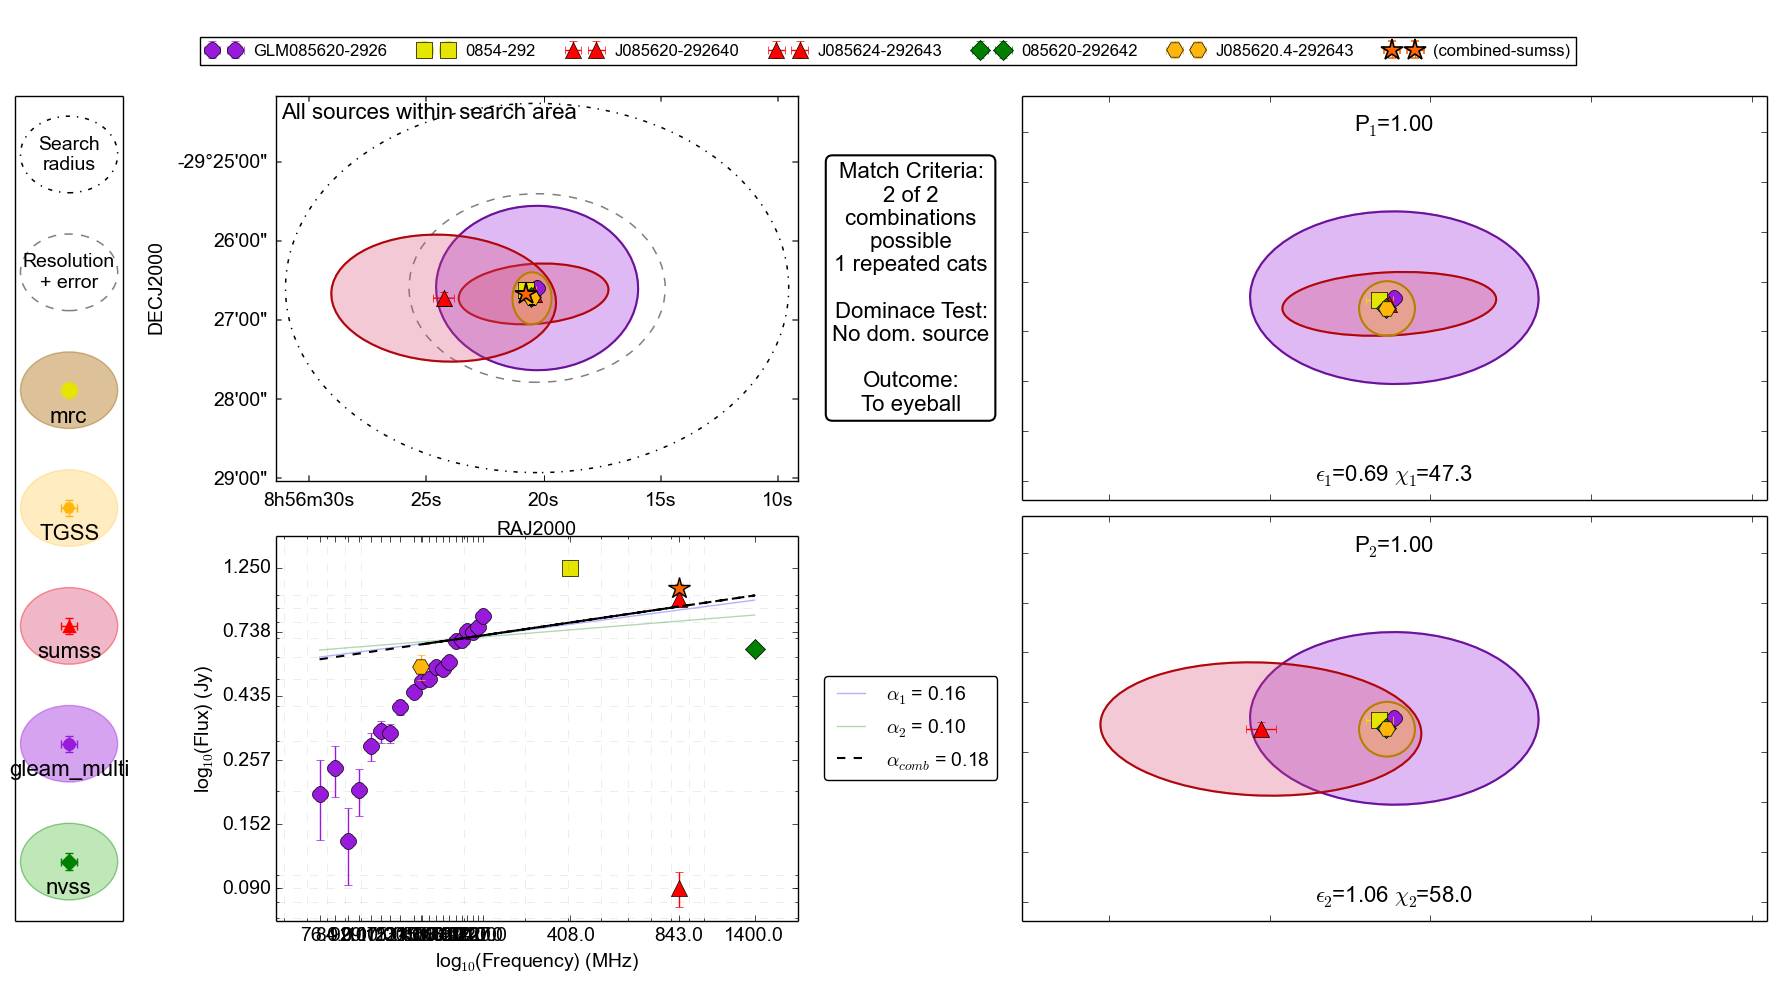 GLM085620-2926 0854-292 J085620-292640 J085624-292643 085620-292642 J085620.4-292643 (combined-sumss)
Search
radius
Resolution
+ error
mrc
TGSS
sumss
gleam_multi
nvss
All sources within search area
DECJ2000
-29°25'00"
26'00"
27'00"
28'00"
29'00"
8h56m30s 25s 20s 15s 10s
RAJ2000
Match Criteria:
2 of 2
combinations
possible
1 repeated cats
Dominace Test:
No dom. source
Outcome:
To eyeball
P1=1.00
ϵ1=0.69 χ1=47.3
log10(Flux) (Jy)
1.250
0.738
0.435
0.257
0.152
0.090
408.0 843.0 1400.0
log10(Frequency) (MHz)
α1 = 0.16
α2 = 0.10
αcomb = 0.18
P2=1.00
ϵ2=1.06 χ2=58.0